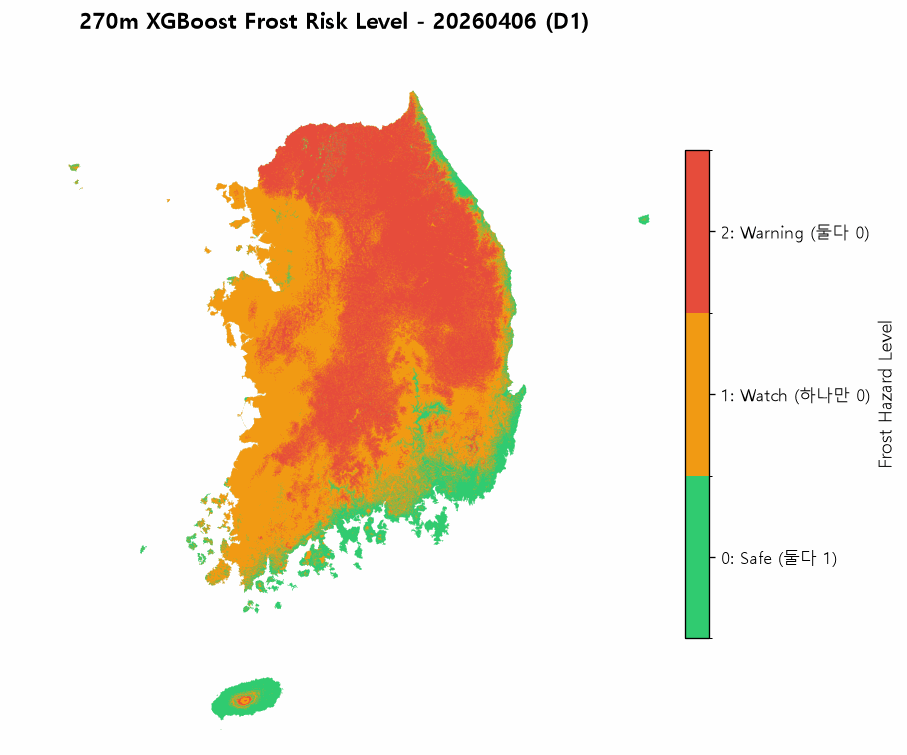 270m XGBoost Frost Risk Level - 20260406 (D1)
2: Warning (둘다 0)
1: Watch (하나만 0)
0: Safe (둘다 1)
Frost Hazard Level